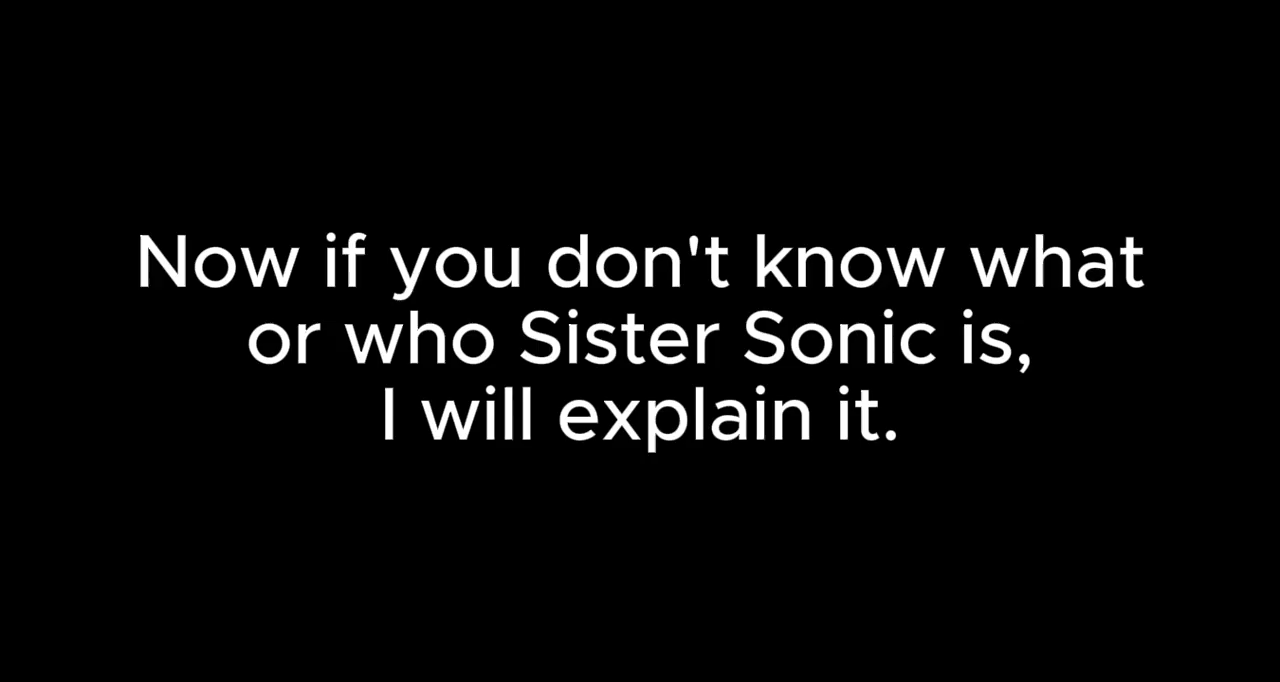 Now if you don't know what
or who Sister Sonic is,
I will explain it.